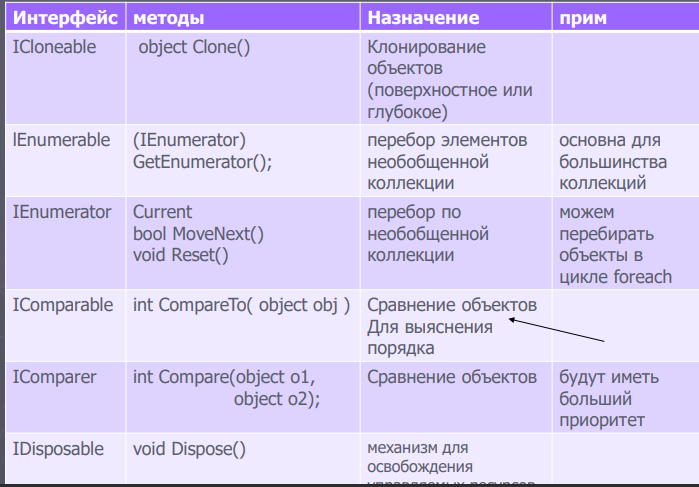 Интерфейс методы Назначение прим
ICloneable object Clone() Клонирование
объектов
(поверхностное или
глубокое)
lEnumerable (IEnumerator) перебор элементов основна для
GetEnumerator(); необобщенной большинства
коллекции коллекций
IEnumerator Current перебор по можем
bool MoveNext() необобщенной перебирать
void Reset() коллекции объекты в
цикле foreach
IComparable int CompareTo( object obj ) Сравнение объектов
Для выяснения
порядка
IComparer int Compare(object o1, Сравнение объектов будут иметь
object o2); больший
приоритет
IDisposable void Dispose() механизм для
освобождения